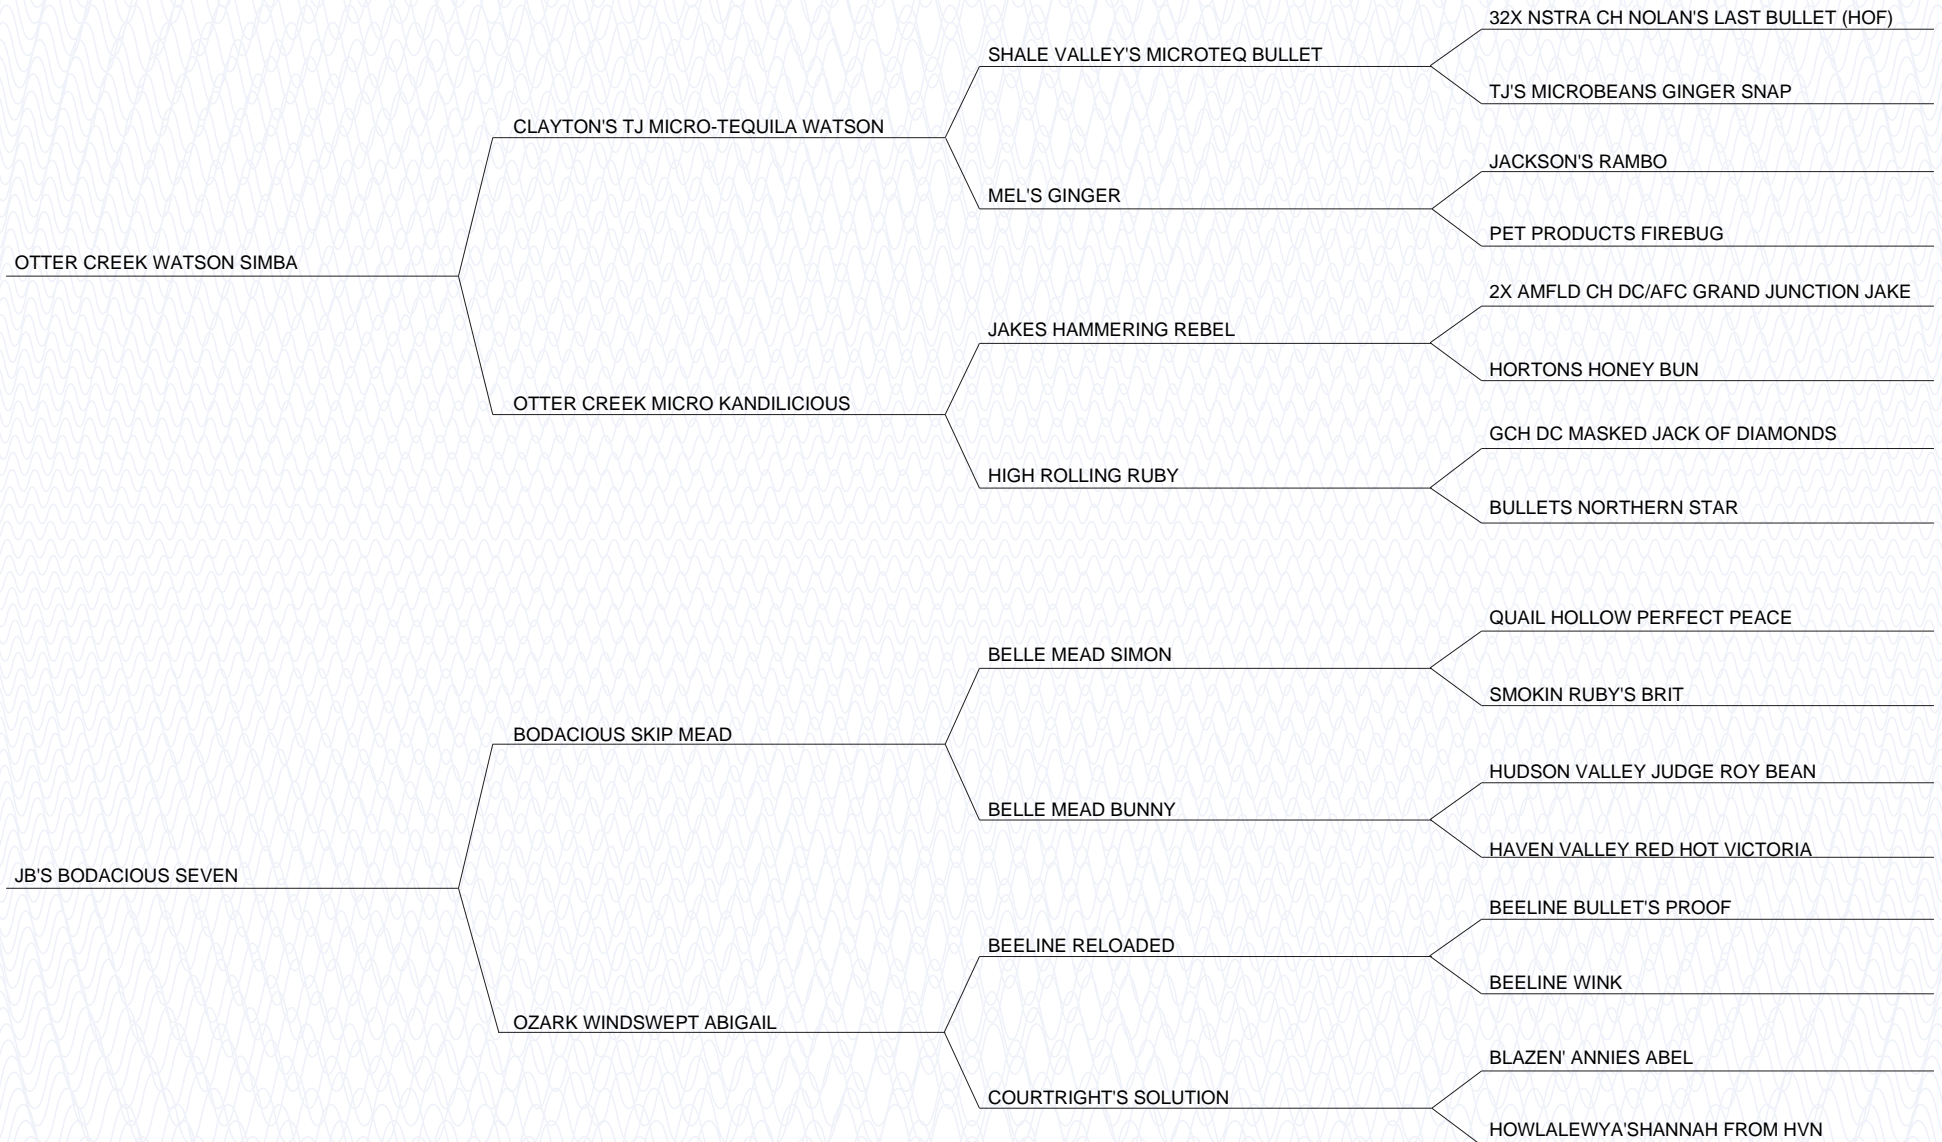 32X NSTRA CH NOLAN'S LAST BULLET (HOF)
SHALE VALLEY'S MICROTEQ BULLET
TJ'S MICROBEANS GINGER SNAP
CLAYTON'S TJ MICRO-TEQUILA WATSON
JACKSON'S RAMBO
MEL'S GINGER
PET PRODUCTS FIREBUG
OTTER CREEK WATSON SIMBA
2X AMFLD CH DC/AFC GRAND JUNCTION JAKE
JAKES HAMMERING REBEL
HORTONS HONEY BUN
OTTER CREEK MICRO KANDILICIOUS
GCH DC MASKED JACK OF DIAMONDS
HIGH ROLLING RUBY
BULLETS NORTHERN STAR
QUAIL HOLLOW PERFECT PEACE
BELLE MEAD SIMON
SMOKIN RUBY'S BRIT
BODACIOUS SKIP MEAD
HUDSON VALLEY JUDGE ROY BEAN
BELLE MEAD BUNNY
HAVEN VALLEY RED HOT VICTORIA
JB'S BODACIOUS SEVEN
BEELINE BULLET'S PROOF
BEELINE RELOADED
BEELINE WINK
OZARK WINDSWEPT ABIGAIL
BLAZEN' ANNIES ABEL
COURTRIGHT'S SOLUTION
HOWLALEWYA'SHANNAH FROM HVN